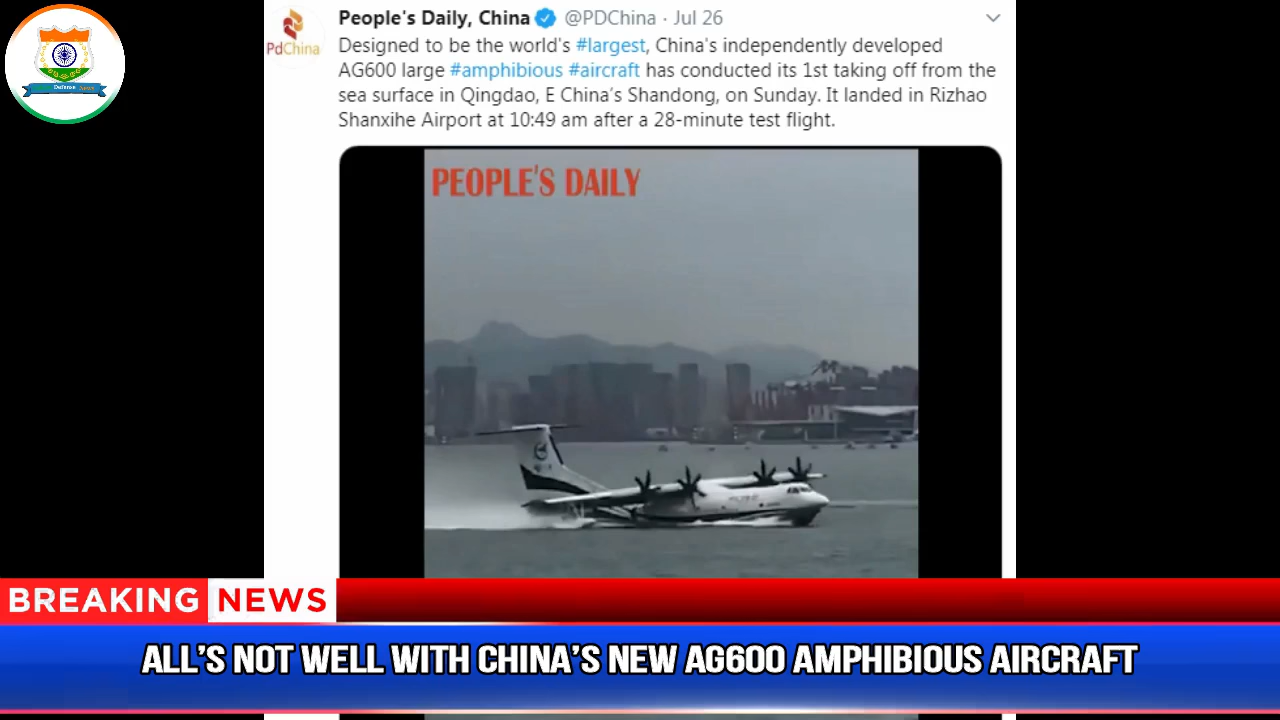 People's Daily, China @PDChina · Jul 26
PdChina
Designed to be the world's #largest, China's independently developed
AG600 large #amphibious #aircraft has conducted its 1st taking off from the
sea surface in Qingdao, E China's Shandong, on Sunday. It landed in Rizhao
Shanxihe Airport at 10:49 am after a 28-minute test flight.
Defense
PEOPLE'S DAILY
BREAKING NEWS
ALL'S NOT WELL WITH CHINA'S NEW AG600 AMPHIBIOUS AIRCRAFT